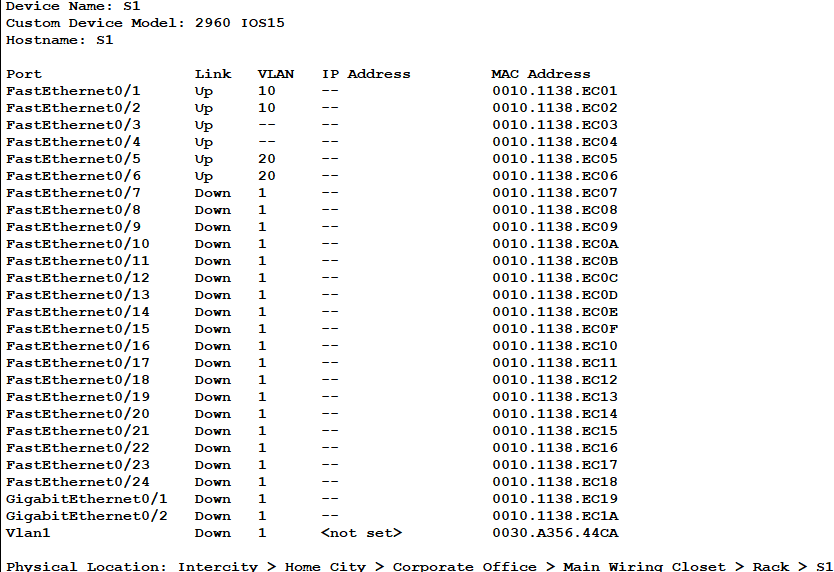 Device Name: S1
Custom Device Model: 2960 IOS15
Hostname: S1
Port Link VLAN IP Address MAC Address
FastEthernet0/1 Up 10 -- 0010.1138.EC01
FastEthernet0/2 Up 10 -- 0010.1138.EC02
FastEthernet0/3 Up -- -- 0010.1138.EC03
FastEthernet0/4 Up -- -- 0010.1138.EC04
FastEthernet0/5 Up 20 -- 0010.1138.EC05
FastEthernet0/6 Up 20 -- 0010.1138.EC06
FastEthernet0/7 Down 1 -- 0010.1138.EC07
FastEthernet0/8 Down 1 -- 0010.1138.EC08
FastEthernet0/9 Down 1 -- 0010.1138.EC09
FastEthernet0/10 Down 1 -- 0010.1138.EC0A
FastEthernet0/11 Down 1 -- 0010.1138.EC0B
FastEthernet0/12 Down 1 -- 0010.1138.EC0C
FastEthernet0/13 Down 1 -- 0010.1138.EC0D
FastEthernet0/14 Down 1 -- 0010.1138.EC0E
FastEthernet0/15 Down 1 -- 0010.1138.EC0F
FastEthernet0/16 Down 1 -- 0010.1138.EC10
FastEthernet0/17 Down 1 -- 0010.1138.EC11
FastEthernet0/18 Down 1 -- 0010.1138.EC12
FastEthernet0/19 Down 1 -- 0010.1138.EC13
FastEthernet0/20 Down 1 -- 0010.1138.EC14
FastEthernet0/21 Down 1 -- 0010.1138.EC15
FastEthernet0/22 Down 1 -- 0010.1138.EC16
FastEthernet0/23 Down 1 -- 0010.1138.EC17
FastEthernet0/24 Down 1 -- 0010.1138.EC18
GigabitEthernet0/1 Down 1 -- 0010.1138.EC19
GigabitEthernet0/2 Down 1 -- 0010.1138.EC1A
Vlan1 Down 1 <not set> 0030.A356.44CA
Physical Location: Intercity > Home City > Corporate Office > Main Wiring Closet > Rack > S1